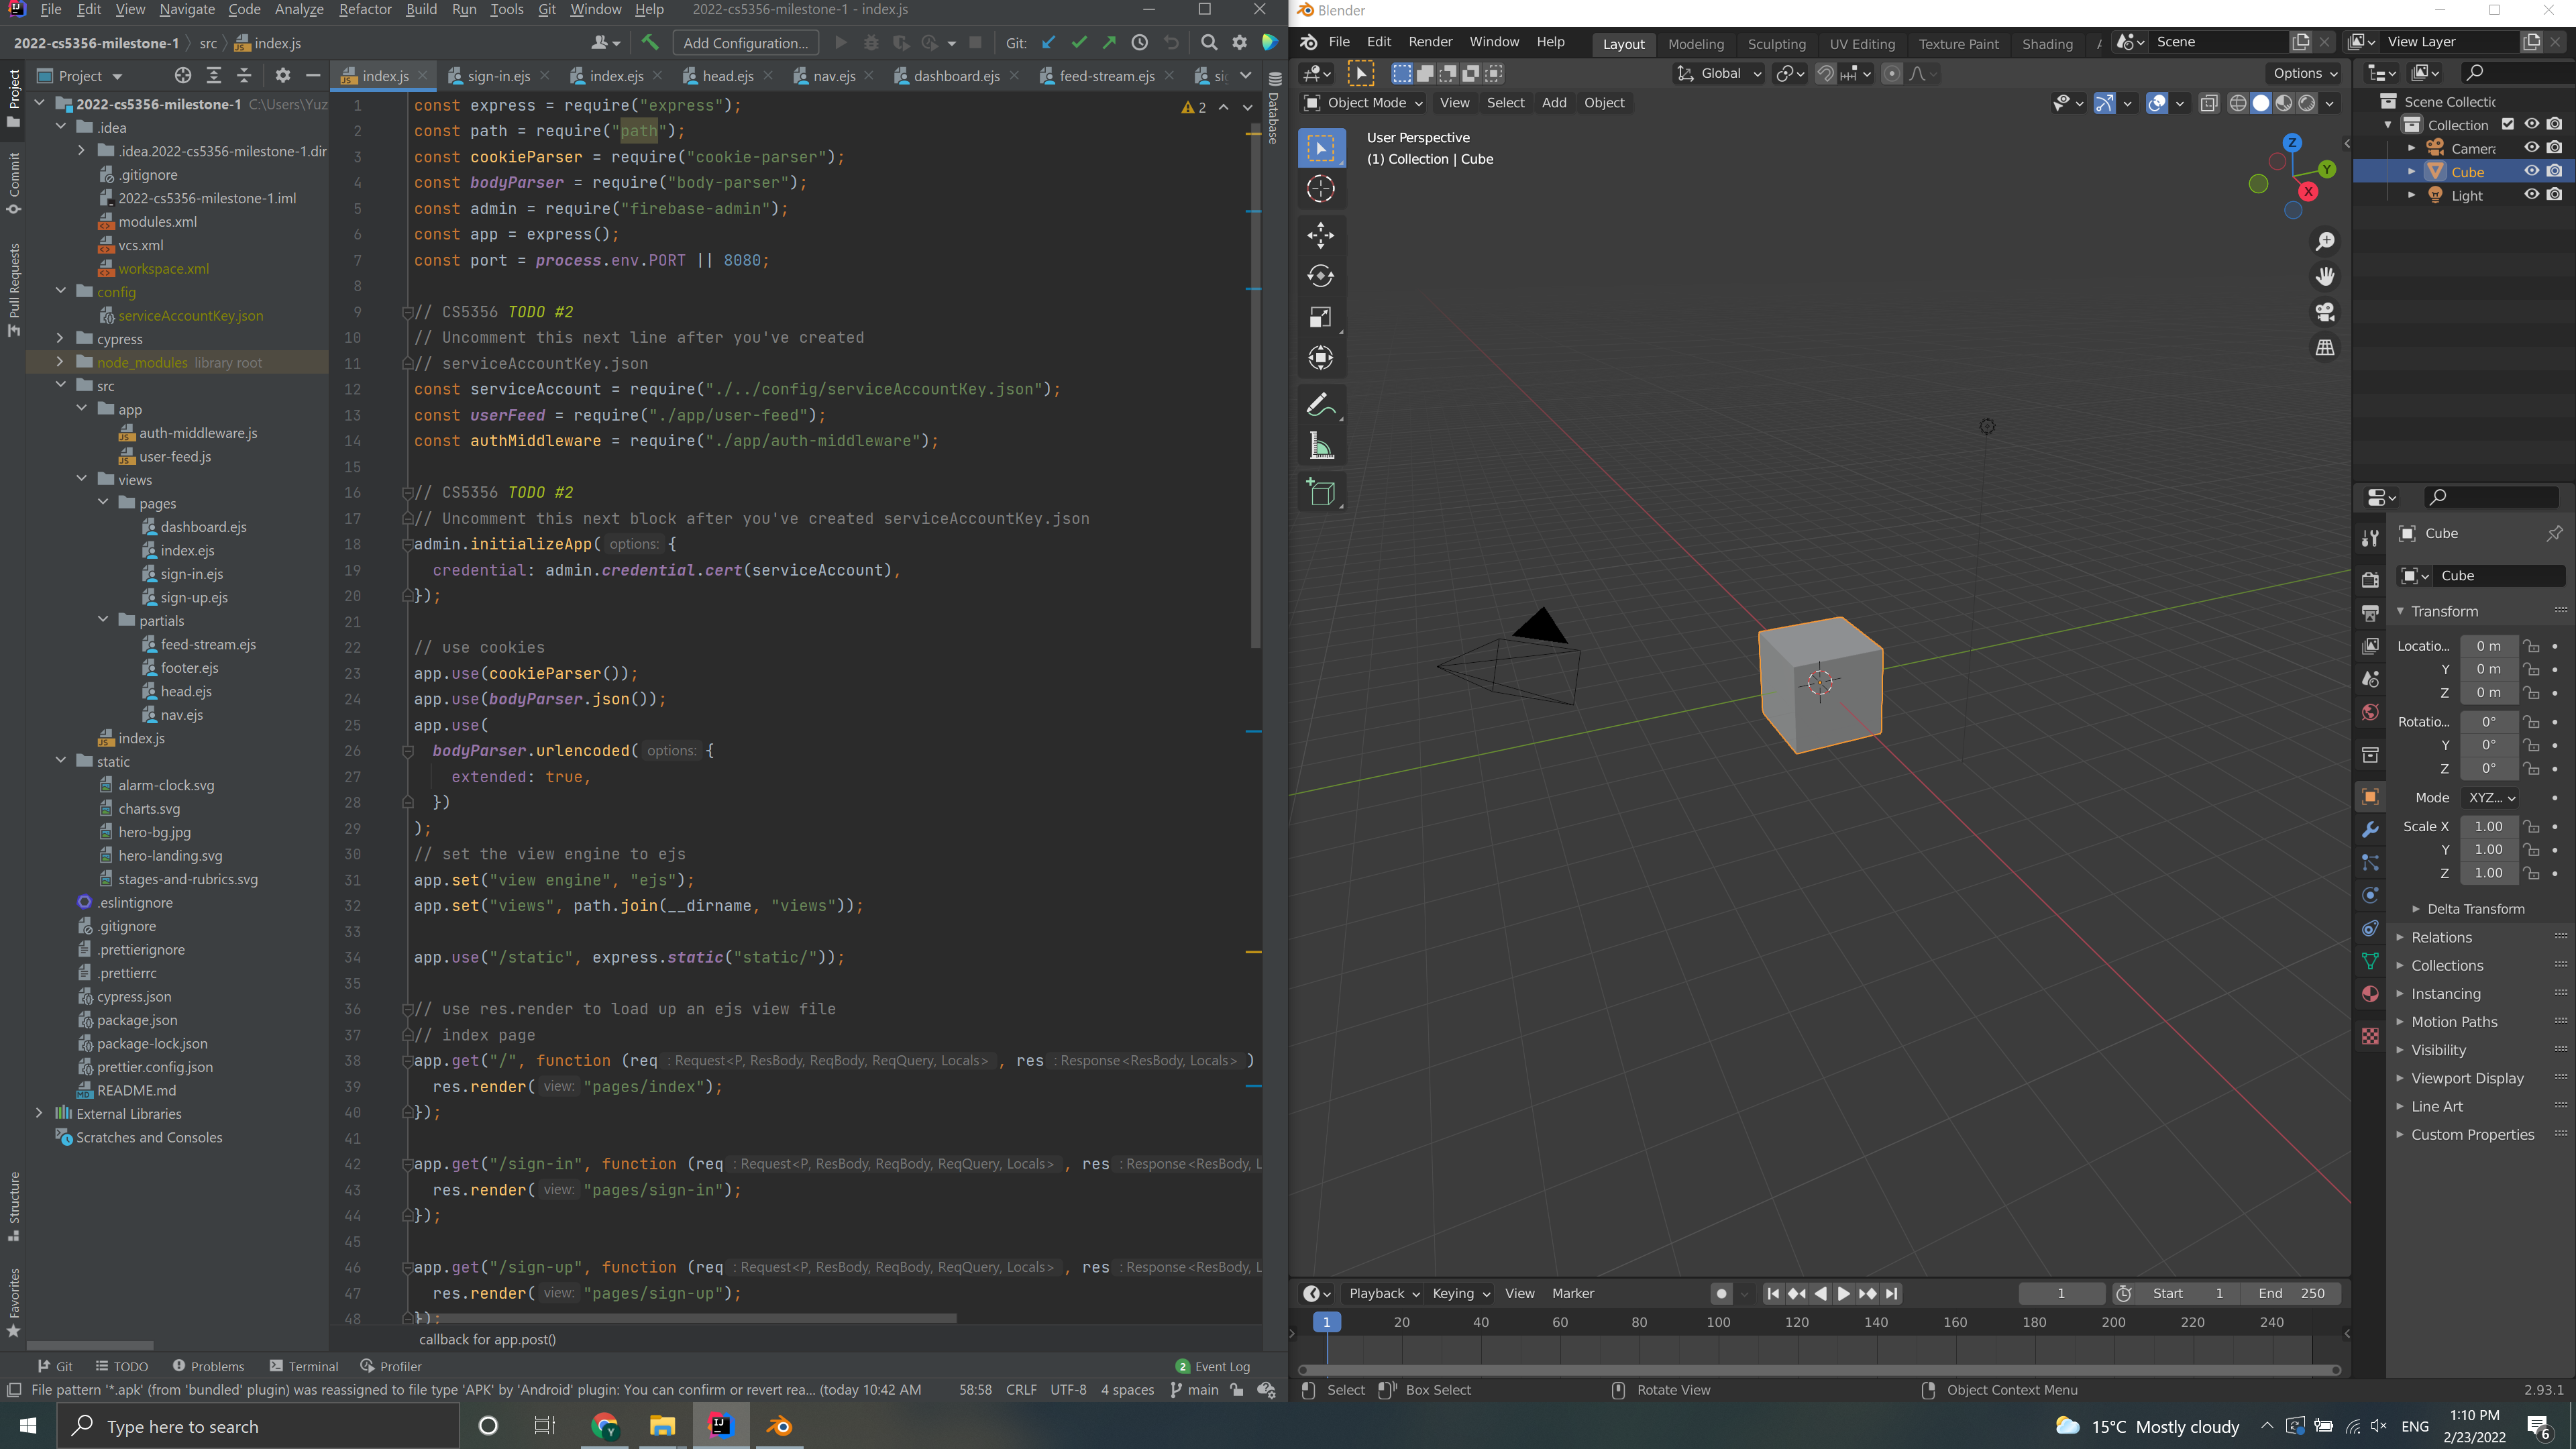 File Edit View Navigate Code Analyze Refactor Build Run Tools Git Window Help 2022-cs5356-milestone-1 - index.js
2022-cs5356-milestone-1 src index.js Add Configuration... Git:
Project
index.js sign-in.ejs index.ejs head.ejs nav.ejs dashboard.ejs feed-stream.ejs
Project
Commit
Pull Requests
Structure
Favorites
Database
2022-cs5356-milestone-1 C:\Users\Yuz
.idea
.idea.2022-cs5356-milestone-1.dir
.gitignore
2022-cs5356-milestone-1.iml
modules.xml
vcs.xml
workspace.xml
config
serviceAccountKey.json
cypress
node_modules library root
src
app
auth-middleware.js
user-feed.js
views
pages
dashboard.ejs
index.ejs
sign-in.ejs
sign-up.ejs
partials
feed-stream.ejs
footer.ejs
head.ejs
nav.ejs
index.js
static
alarm-clock.svg
charts.svg
hero-bg.jpg
hero-landing.svg
stages-and-rubrics.svg
.eslintignore
.gitignore
.prettierignore
.prettierrc
cypress.json
package.json
package-lock.json
prettier.config.json
README.md
External Libraries
Scratches and Consoles
2
1 const express = require("express");
2 const path = require("path");
3 const cookieParser = require("cookie-parser");
4 const bodyParser = require("body-parser");
5 const admin = require("firebase-admin");
6 const app = express();
7 const port = process.env.PORT || 8080;
8
9 // CS5356 TODO #2
10 // Uncomment this next line after you've created
11 // serviceAccountKey.json
12 const serviceAccount = require("./../config/serviceAccountKey.json");
13 const userFeed = require("./app/user-feed");
14 const authMiddleware = require("./app/auth-middleware");
15
16 // CS5356 TODO #2
17 // Uncomment this next block after you've created serviceAccountKey.json
18 admin.initializeApp( options: {
19 credential: admin.credential.cert(serviceAccount),
20 });
21
22 // use cookies
23 app.use(cookieParser());
24 app.use(bodyParser.json());
25 app.use(
26 bodyParser.urlencoded( options: {
27 extended: true,
28 })
29 );
30 // set the view engine to ejs
31 app.set("view engine", "ejs");
32 app.set("views", path.join(__dirname, "views"));
33
34 app.use("/static", express.static("static/"));
35
36 // use res.render to load up an ejs view file
37 // index page
38 app.get("/", function (req : Request<P, ResBody, ReqBody, ReqQuery, Locals> , res : Response<ResBody, Locals> )
39 res.render( view: "pages/index");
40 });
41
42 app.get("/sign-in", function (req : Request<P, ResBody, ReqBody, ReqQuery, Locals> , res : Response<ResBody, L
43 res.render( view: "pages/sign-in");
44 });
45
46 app.get("/sign-up", function (req : Request<P, ResBody, ReqBody, ReqQuery, Locals> , res : Response<ResBody, L
47 res.render( view: "pages/sign-up");
48 });
callback for app.post()
Git TODO Problems Terminal Profiler 2 Event Log
File pattern '*.apk' (from 'bundled' plugin) was reassigned to file type 'APK' by 'Android' plugin: You can confirm or revert rea... (today 10:42 AM 58:58 CRLF UTF-8 4 spaces main
Blender
File Edit Render Window Help Layout Modeling Sculpting UV Editing Texture Paint Shading Scene View Layer
Global Options
Object Mode View Select Add Object
User Perspective
(1) Collection | Cube
Z
Y
X
Scene Collectic
Collection
Camera
Cube
Light
Cube
Cube
Transform
Locatio... 0 m
Y 0 m
Z 0 m
Rotatio... 0°
Y 0°
Z 0°
Mode XYZ...
Scale X 1.00
Y 1.00
Z 1.00
Delta Transform
Relations
Collections
Instancing
Motion Paths
Visibility
Viewport Display
Line Art
Custom Properties
Playback Keying View Marker 1 Start 1 End 250
1 20 40 60 80 100 120 140 160 180 200 220 240
Select Box Select Rotate View Object Context Menu 2.93.1
Type here to search 15°C Mostly cloudy ENG 1:10 PM
2/23/2022 6